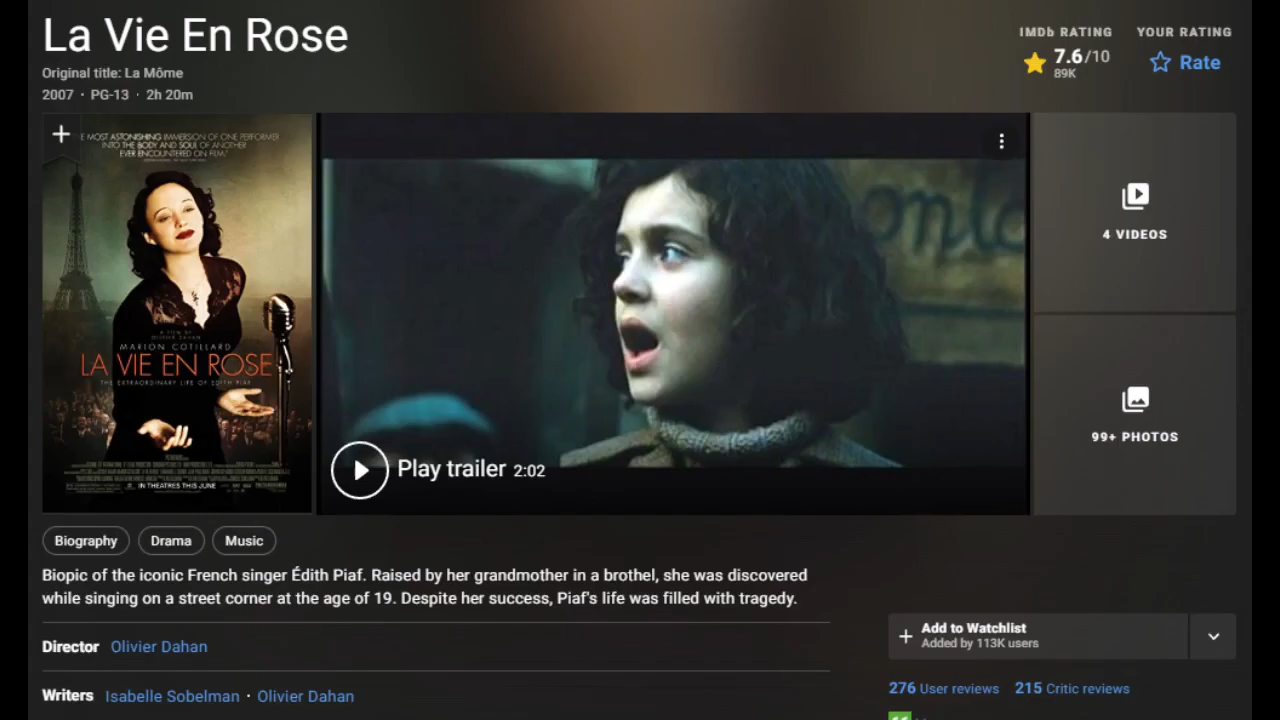 La Vie En Rose
Original title: La Môme
2007 · PG-13 · 2h 20m
IMDb RATING
7.6/10
89K
YOUR RATING
Rate
E MOST ASTONISHING IMMERSION OF ONE PERFORMER
INTO THE BODY AND SOUL OF ANOTHER
EVER ENCOUNTERED ON FILM."
A FILM BY
OLIVIER DAHAN
MARION COTILLARD
LA VIE EN ROSE
THE EXTRAORDINARY LIFE OF EDITH PIAF
IN THEATRES THIS JUNE
Play trailer 2:02
4 VIDEOS
99+ PHOTOS
Biography
Drama
Music
Biopic of the iconic French singer Édith Piaf. Raised by her grandmother in a brothel, she was discovered
while singing on a street corner at the age of 19. Despite her success, Piaf's life was filled with tragedy.
Director Olivier Dahan
Writers Isabelle Sobelman · Olivier Dahan
Add to Watchlist
Added by 113K users
276 User reviews 215 Critic reviews